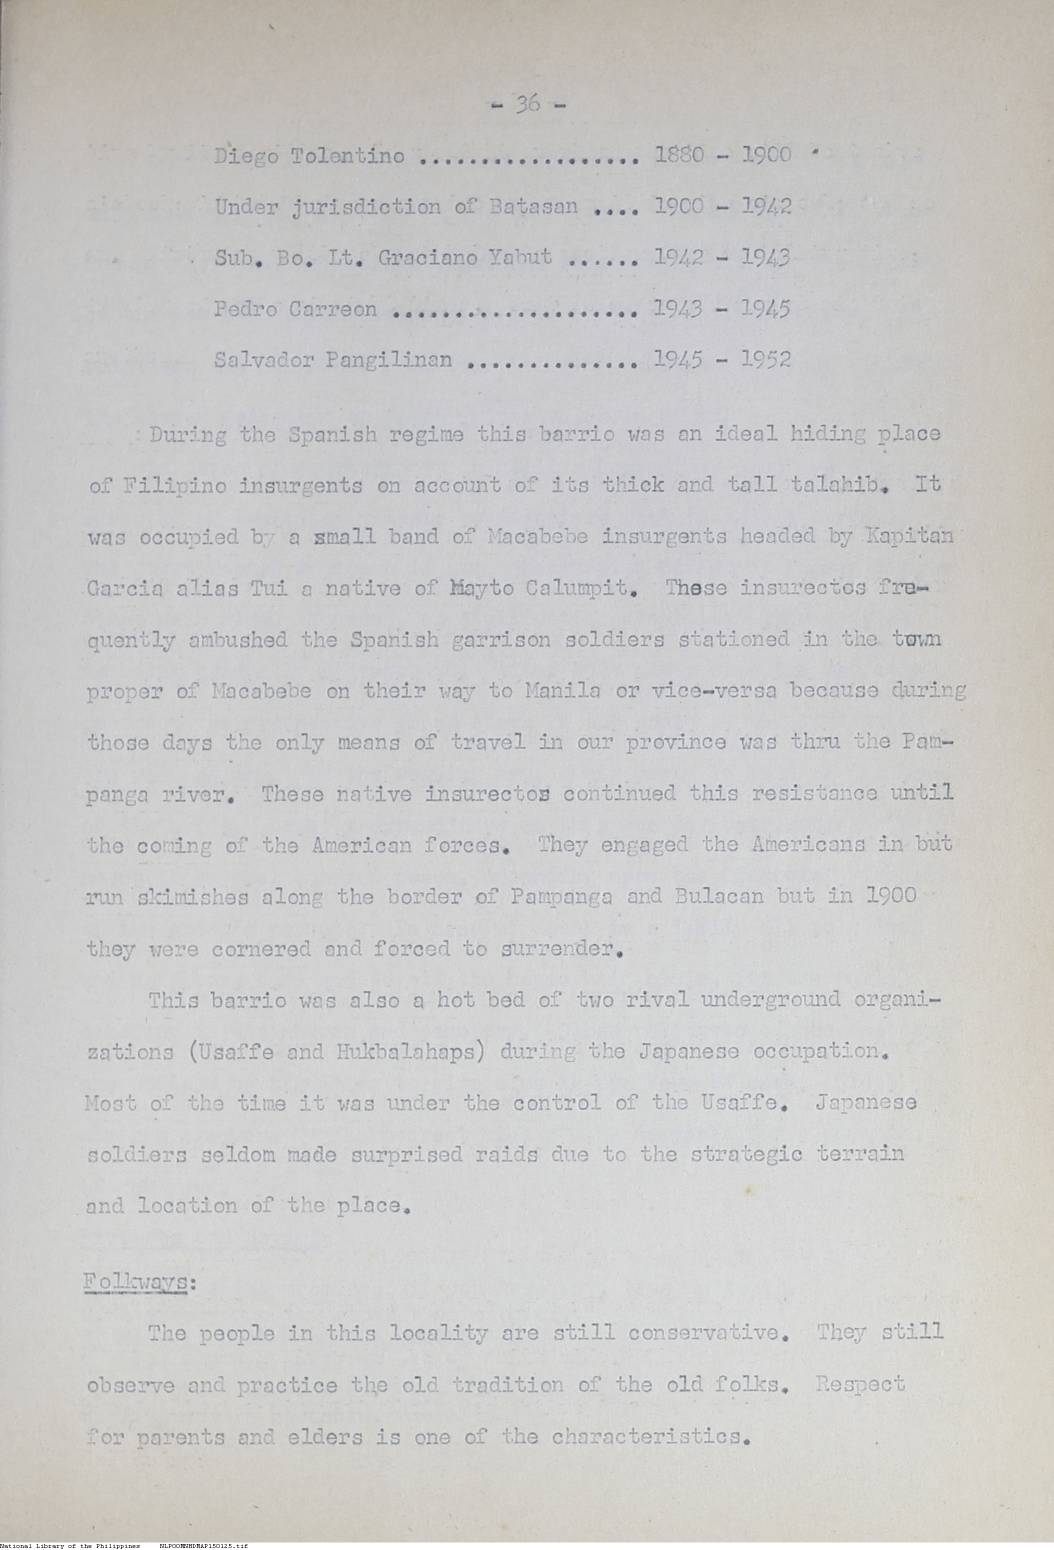 - 36 -
Diego Tolentino .................. 1880 - 1900
Under jurisdiction of Batasan .... 1900 - 1942
Sub. Bo. Lt. Graciano Yabut ...... 1942 - 1943
Pedro Carreon .................... 1943 - 1945
Salvador Pangilinan .............. 1945 - 1952
During the Spanish regime this barrio was an ideal hiding place
of Filipino insurgents on account of its thick and tall talahib. It
was occupied by a small band of Macabebe insurgents headed by Kapitan
Garcia alias Tui a native of Mayto Calumpit. These insurectos fre-
quently ambushed the Spanish garrison soldiers stationed in the town
proper of Macabebe on their way to Manila or vice-versa because during
those days the only means of travel in our province was thru the Pam-
panga river. These native insurectos continued this resistance until
the coming of the American forces. They engaged the Americans in but
run skimishes along the border of Pampanga and Bulacan but in 1900
they were cornered and forced to surrender.
This barrio was also a hot bed of two rival underground organi-
zations (Usaffe and Hukbalahaps) during the Japanese occupation.
Most of the time it was under the control of the Usaffe. Japanese
soldiers seldom made surprised raids due to the strategic terrain
and location of the place.
Folkways:
The people in this locality are still conservative. They still
observe and practice the old tradition of the old folks. Respect
for parents and elders is one of the characteristics.
National Library of the Philippines NLPOOMNHDMAP150125.tif